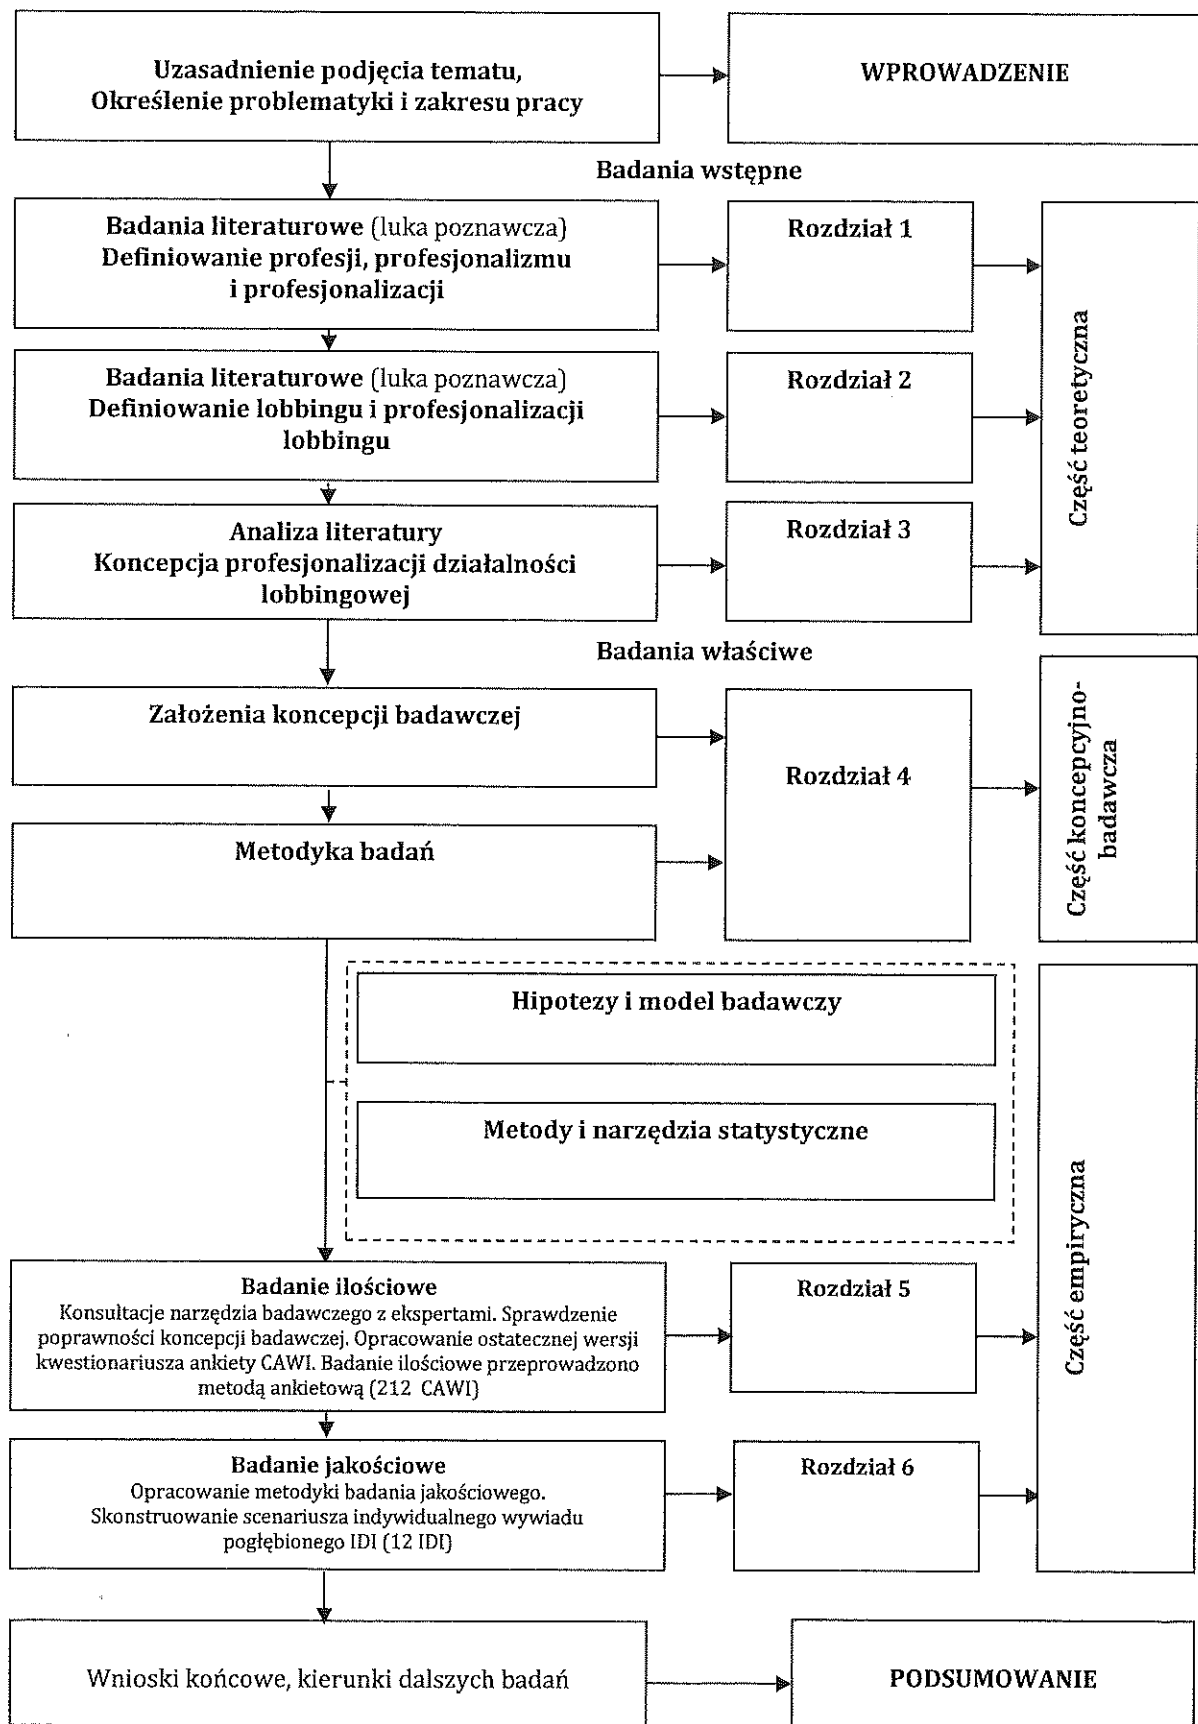 Uzasadnienie podjęcia tematu,
Określenie problematyki i zakresu pracy
WPROWADZENIE
Badania wstępne
Badania literaturowe (luka poznawcza)
Definiowanie profesji, profesjonalizmu
i profesjonalizacji
Rozdział 1
Badania literaturowe (luka poznawcza)
Definiowanie lobbingu i profesjonalizacji
lobbingu
Rozdział 2
Analiza literatury
Koncepcja profesjonalizacji działalności
lobbingowej
Rozdział 3
Część teoretyczna
Badania właściwe
Założenia koncepcji badawczej
Rozdział 4
Metodyka badań
Część koncepcyjno-
badawcza
Hipotezy i model badawczy
Metody i narzędzia statystyczne
Badanie ilościowe
Konsultacje narzędzia badawczego z ekspertami. Sprawdzenie
poprawności koncepcji badawczej. Opracowanie ostatecznej wersji
kwestionariusza ankiety CAWI. Badanie ilościowe przeprowadzono
metodą ankietową (212 CAWI)
Rozdział 5
Badanie jakościowe
Opracowanie metodyki badania jakościowego.
Skonstruowanie scenariusza indywidualnego wywiadu
pogłębionego IDI (12 IDI)
Rozdział 6
Część empiryczna
Wnioski końcowe, kierunki dalszych badań
PODSUMOWANIE